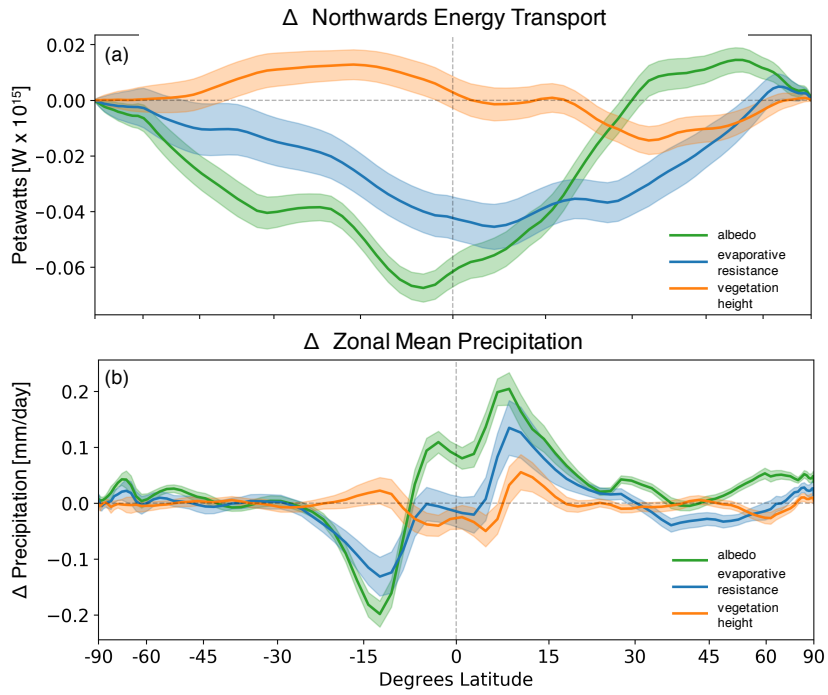 Δ Northwards Energy Transport
(a)
0.02
0.00
−0.02
−0.04
−0.06
Petawatts [W x 10¹⁵]
albedo
evaporative
resistance
vegetation
height
Δ Zonal Mean Precipitation
(b)
0.2
0.1
0.0
−0.1
−0.2
Δ Precipitation [mm/day]
albedo
evaporative
resistance
vegetation
height
-90 -60 -45 -30 -15 0 15 30 45 60 90
Degrees Latitude